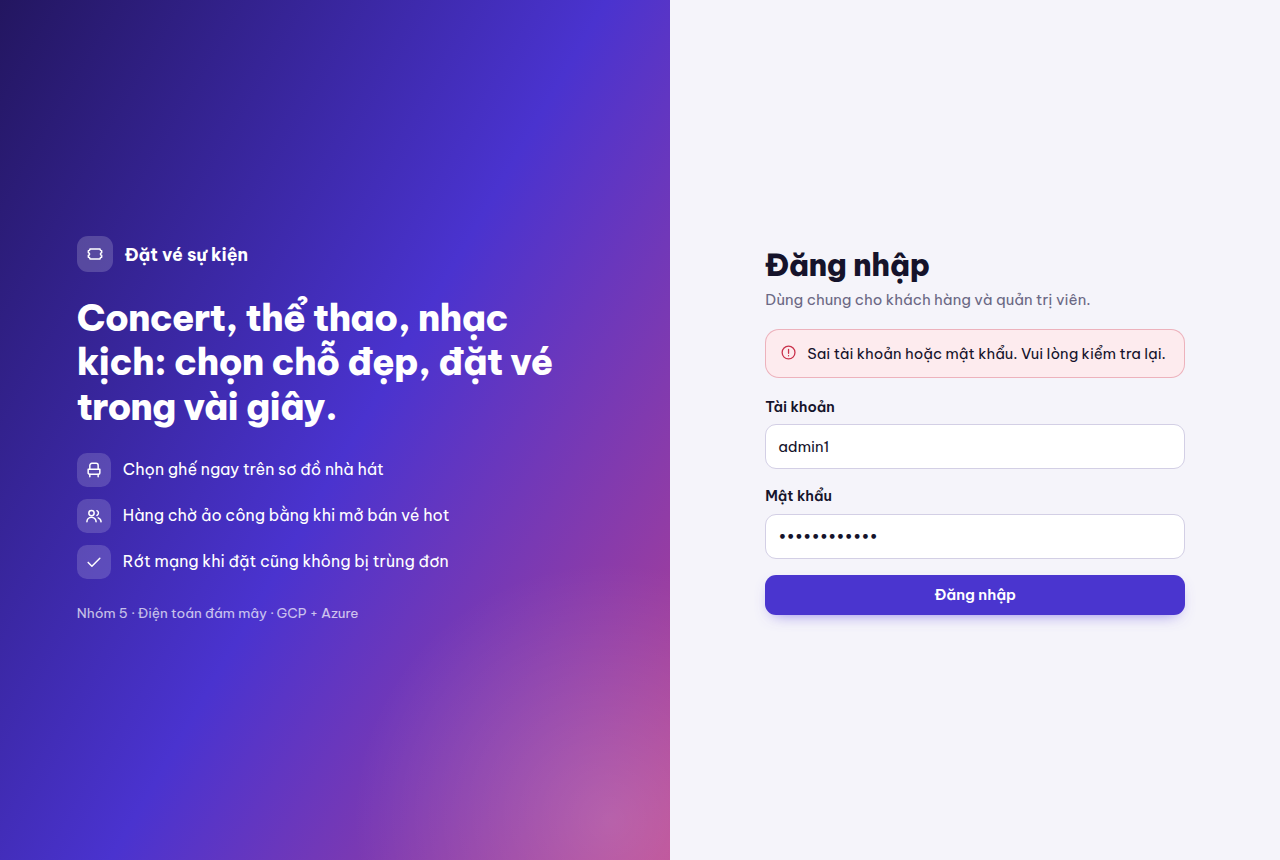 Đặt vé sự kiện
Concert, thể thao, nhạc
kịch: chọn chỗ đẹp, đặt vé
trong vài giây.
Chọn ghế ngay trên sơ đồ nhà hát
Hàng chờ ảo công bằng khi mở bán vé hot
Rớt mạng khi đặt cũng không bị trùng đơn
Nhóm 5 · Điện toán đám mây · GCP + Azure
Đăng nhập
Dùng chung cho khách hàng và quản trị viên.
Sai tài khoản hoặc mật khẩu. Vui lòng kiểm tra lại.
Tài khoản
admin1
Mật khẩu
••••••••••••
Đăng nhập